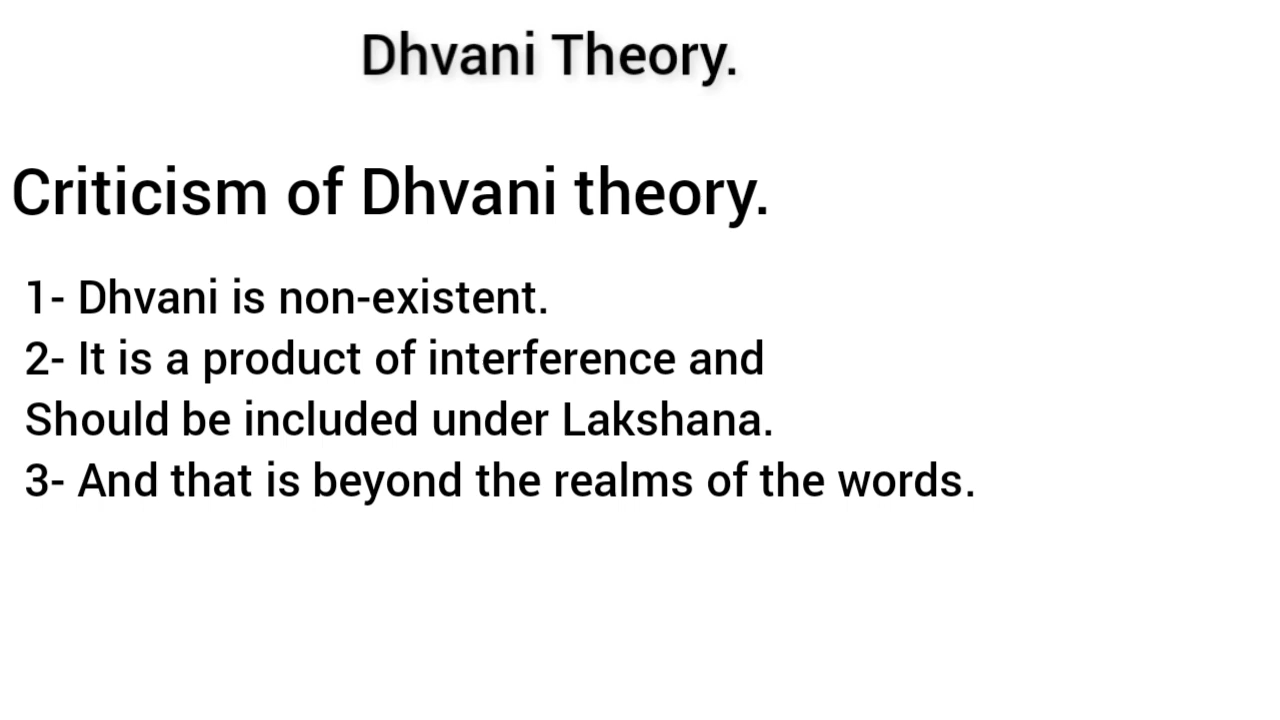 Dhvani Theory.
Criticism of Dhvani theory.
1- Dhvani is non-existent.
2- It is a product of interference and
Should be included under Lakshana.
3- And that is beyond the realms of the words.